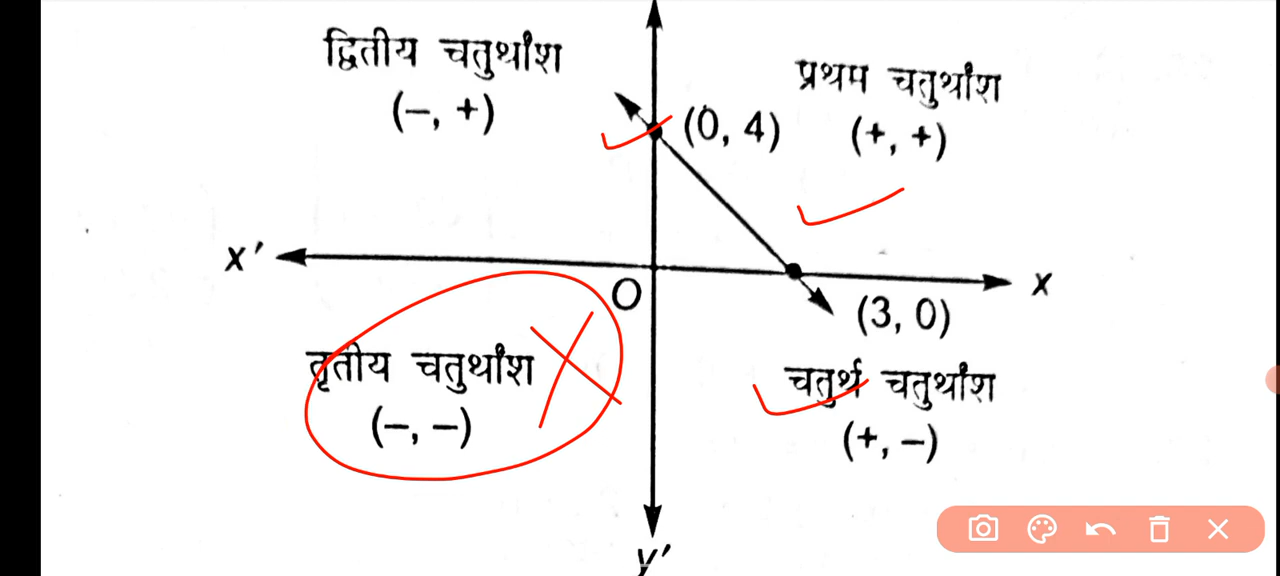 द्वितीय चतुर्थांश
(–, +)
प्रथम चतुर्थांश
(+, +)
(0, 4)
X′
X
O
(3, 0)
तृतीय चतुर्थांश
(–, –)
चतुर्थ चतुर्थांश
(+, –)
y′